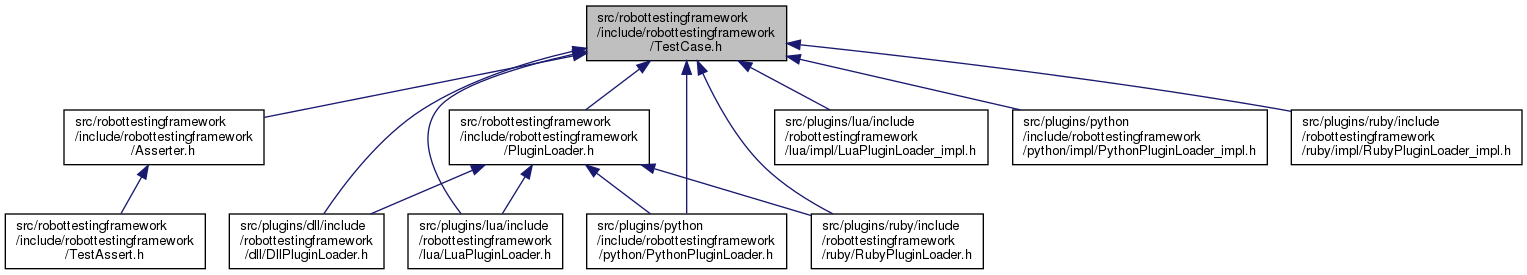 src/robottestingframework
/include/robottestingframework
/TestCase.h
src/robottestingframework
/include/robottestingframework
/Asserter.h
src/robottestingframework
/include/robottestingframework
/PluginLoader.h
src/plugins/lua/include
/robottestingframework
/lua/impl/LuaPluginLoader_impl.h
src/plugins/python
/include/robottestingframework
/python/impl/PythonPluginLoader_impl.h
src/plugins/ruby/include
/robottestingframework
/ruby/impl/RubyPluginLoader_impl.h
src/robottestingframework
/include/robottestingframework
/TestAssert.h
src/plugins/dll/include
/robottestingframework
/dll/DllPluginLoader.h
src/plugins/lua/include
/robottestingframework
/lua/LuaPluginLoader.h
src/plugins/python
/include/robottestingframework
/python/PythonPluginLoader.h
src/plugins/ruby/include
/robottestingframework
/ruby/RubyPluginLoader.h